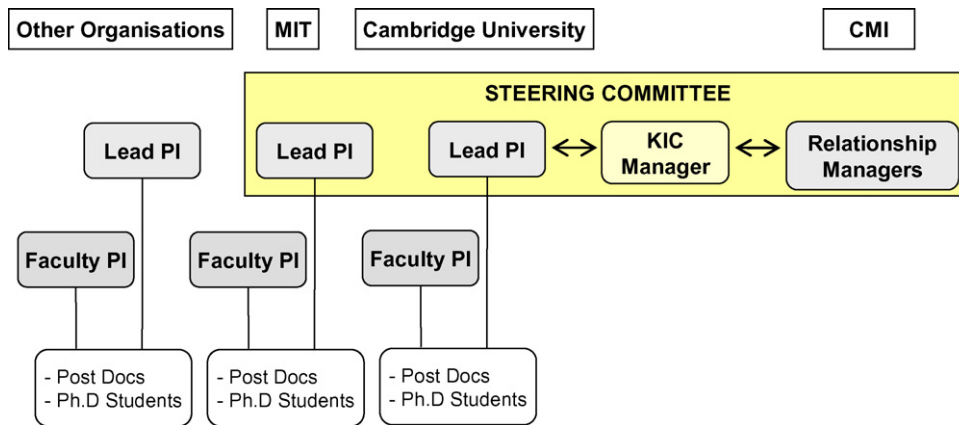 Other Organisations
MIT
Cambridge University
CMI
STEERING COMMITTEE
Lead PI
Lead PI
Lead PI
KIC
Manager
Relationship
Managers
Faculty PI
Faculty PI
Faculty PI
- Post Docs
- Ph.D Students
- Post Docs
- Ph.D Students
- Post Docs
- Ph.D Students